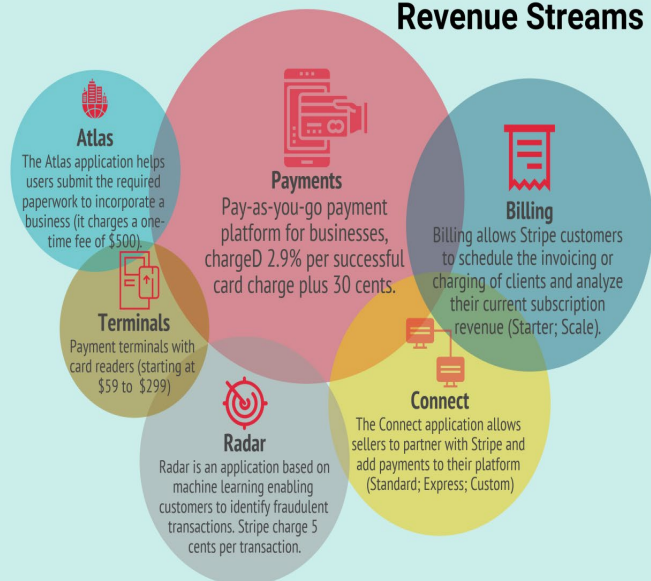 Revenue Streams
Atlas
The Atlas application helps
users submit the required
paperwork to incorporate a
business (it charges a one-
time fee of $500).
Payments
Pay-as-you-go payment
platform for businesses,
chargeD 2.9% per successful
card charge plus 30 cents.
Billing
Billing allows Stripe customers
to schedule the invoicing or
charging of clients and analyze
their current subscription
revenue (Starter; Scale).
Terminals
Payment terminals with
card readers (starting at
$59 to $299)
Radar
Radar is an application based on
machine learning enabling
customers to identify fraudulent
transactions. Stripe charge 5
cents per transaction.
Connect
The Connect application allows
sellers to partner with Stripe and
add payments to their platform
(Standard; Express; Custom)